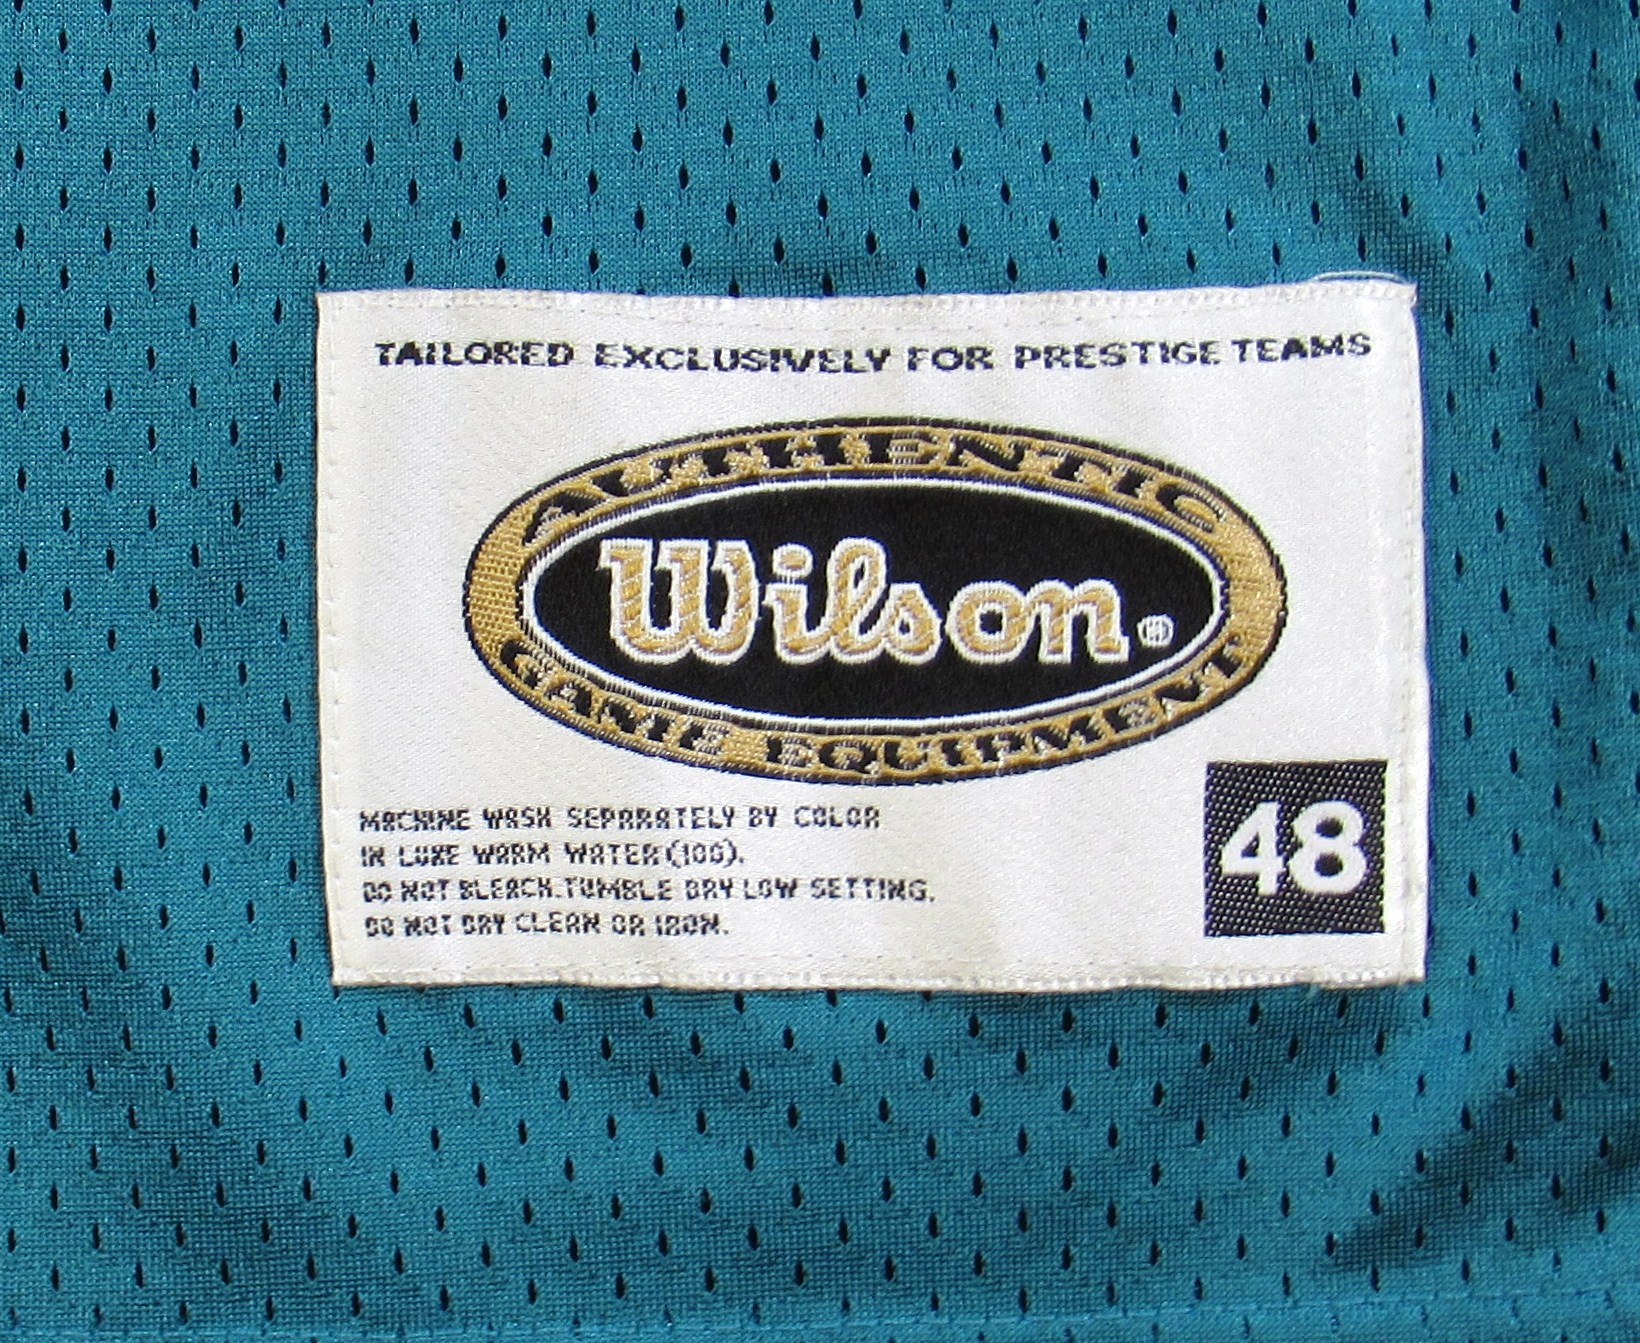 TAILORED EXCLUSIVELY FOR PRESTIGE TEAMS
AUTHENTIC
Wilson®
GAME EQUIPMENT
MACHINE WASH SEPARATELY BY COLOR
IN LUKE WARM WATER (100).
DO NOT BLEACH. TUMBLE DRY LOW SETTING.
DO NOT DRY CLEAN OR IRON.
48